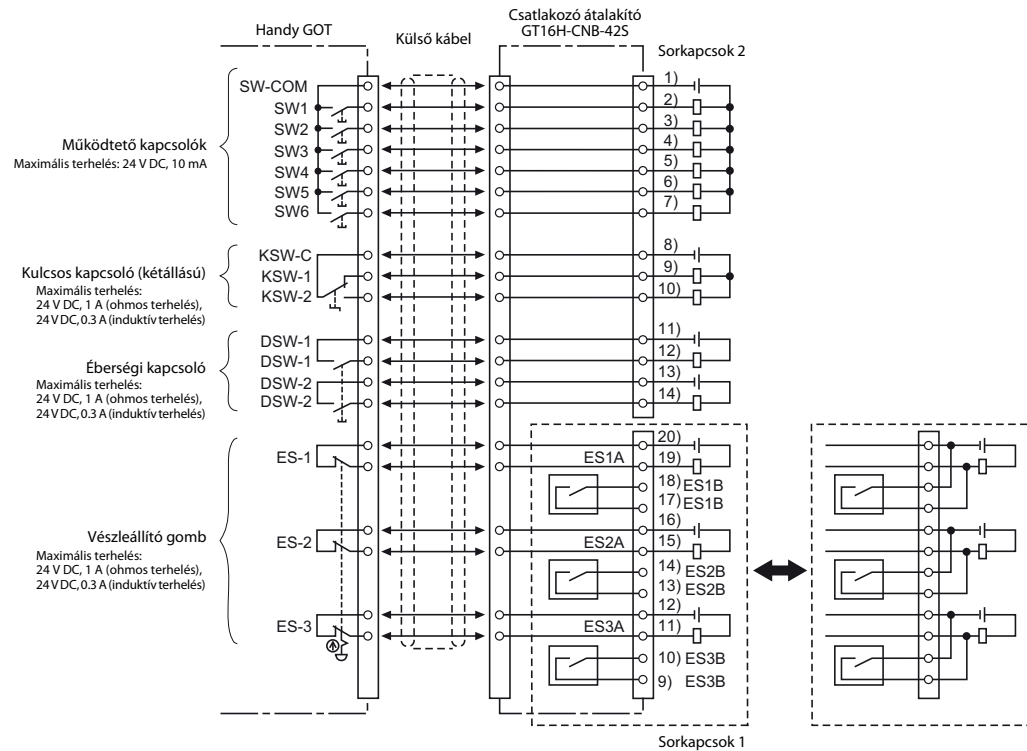 Handy GOT
Külső kábel
Csatlakozó átalakító
GT16H-CNB-42S
Sorkapcsok 2
Működtető kapcsolók
Maximális terhelés: 24 V DC, 10 mA
SW-COM
SW1
SW2
SW3
SW4
SW5
SW6
1)
2)
3)
4)
5)
6)
7)
Kulcsos kapcsoló (kétállású)
Maximális terhelés:
24 V DC, 1 A (ohmos terhelés),
24 V DC, 0.3 A (induktív terhelés)
KSW-C
KSW-1
KSW-2
8)
9)
10)
Éberségi kapcsoló
Maximális terhelés:
24 V DC, 1 A (ohmos terhelés),
24 V DC, 0.3 A (induktív terhelés)
DSW-1
DSW-1
DSW-2
DSW-2
11)
12)
13)
14)
Vészleállító gomb
Maximális terhelés:
24 V DC, 1 A (ohmos terhelés),
24 V DC, 0.3 A (induktív terhelés)
ES-1
ES-2
ES-3
20)
ES1A 19)
18) ES1B
17) ES1B
16)
ES2A 15)
14) ES2B
13) ES2B
12)
ES3A 11)
10) ES3B
9) ES3B
Sorkapcsok 1